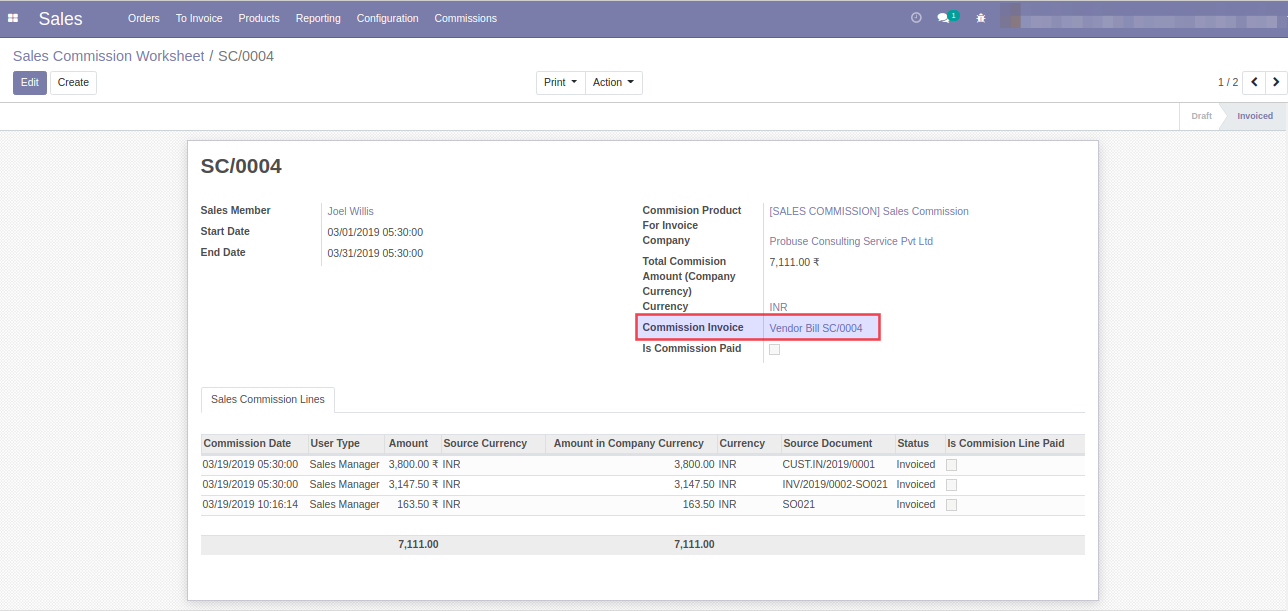 Sales Orders To Invoice Products Reporting Configuration Commissions 1
Sales Commission Worksheet / SC/0004
Edit Create Print Action 1 / 2
Draft Invoiced
SC/0004
Sales Member Joel Willis
Start Date 03/01/2019 05:30:00
End Date 03/31/2019 05:30:00
Commision Product [SALES COMMISSION] Sales Commission
For Invoice
Company Probuse Consulting Service Pvt Ltd
Total Commision 7,111.00 ₹
Amount (Company
Currency)
Currency INR
Commission Invoice Vendor Bill SC/0004
Is Commission Paid
Sales Commission Lines
Commission Date User Type Amount Source Currency Amount in Company Currency Currency Source Document Status Is Commision Line Paid
03/19/2019 05:30:00 Sales Manager 3,800.00 ₹ INR 3,800.00 INR CUST.IN/2019/0001 Invoiced
03/19/2019 05:30:00 Sales Manager 3,147.50 ₹ INR 3,147.50 INR INV/2019/0002-SO021 Invoiced
03/19/2019 10:16:14 Sales Manager 163.50 ₹ INR 163.50 INR SO021 Invoiced
7,111.00 7,111.00